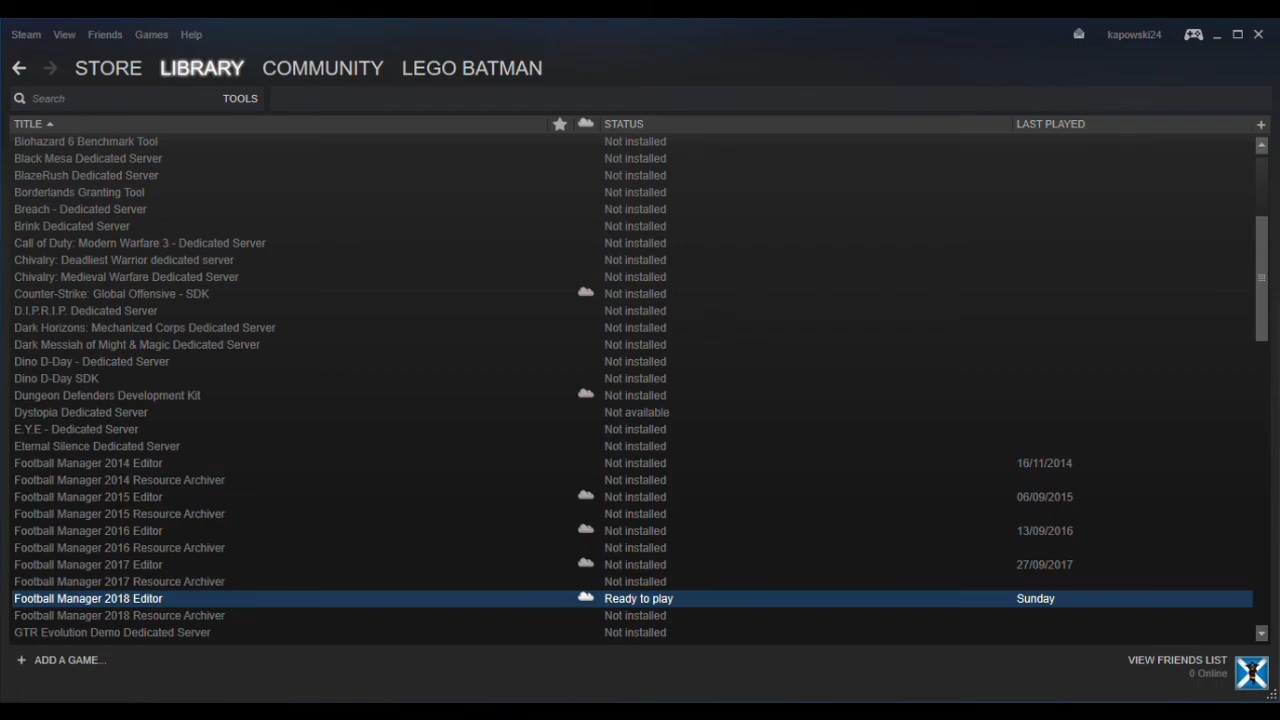 Steam View Friends Games Help kapowski24
STORE LIBRARY COMMUNITY LEGO BATMAN
Search TOOLS
TITLE STATUS LAST PLAYED
Biohazard 6 Benchmark Tool Not installed
Black Mesa Dedicated Server Not installed
BlazeRush Dedicated Server Not installed
Borderlands Granting Tool Not installed
Breach - Dedicated Server Not installed
Brink Dedicated Server Not installed
Call of Duty: Modern Warfare 3 - Dedicated Server Not installed
Chivalry: Deadliest Warrior dedicated server Not installed
Chivalry: Medieval Warfare Dedicated Server Not installed
Counter-Strike: Global Offensive - SDK Not installed
D.I.P.R.I.P. Dedicated Server Not installed
Dark Horizons: Mechanized Corps Dedicated Server Not installed
Dark Messiah of Might & Magic Dedicated Server Not installed
Dino D-Day - Dedicated Server Not installed
Dino D-Day SDK Not installed
Dungeon Defenders Development Kit Not installed
Dystopia Dedicated Server Not available
E.Y.E - Dedicated Server Not installed
Eternal Silence Dedicated Server Not installed
Football Manager 2014 Editor Not installed 16/11/2014
Football Manager 2014 Resource Archiver Not installed
Football Manager 2015 Editor Not installed 06/09/2015
Football Manager 2015 Resource Archiver Not installed
Football Manager 2016 Editor Not installed 13/09/2016
Football Manager 2016 Resource Archiver Not installed
Football Manager 2017 Editor Not installed 27/09/2017
Football Manager 2017 Resource Archiver Not installed
Football Manager 2018 Editor Ready to play Sunday
Football Manager 2018 Resource Archiver Not installed
GTR Evolution Demo Dedicated Server Not installed
+ ADD A GAME... VIEW FRIENDS LIST
0 Online